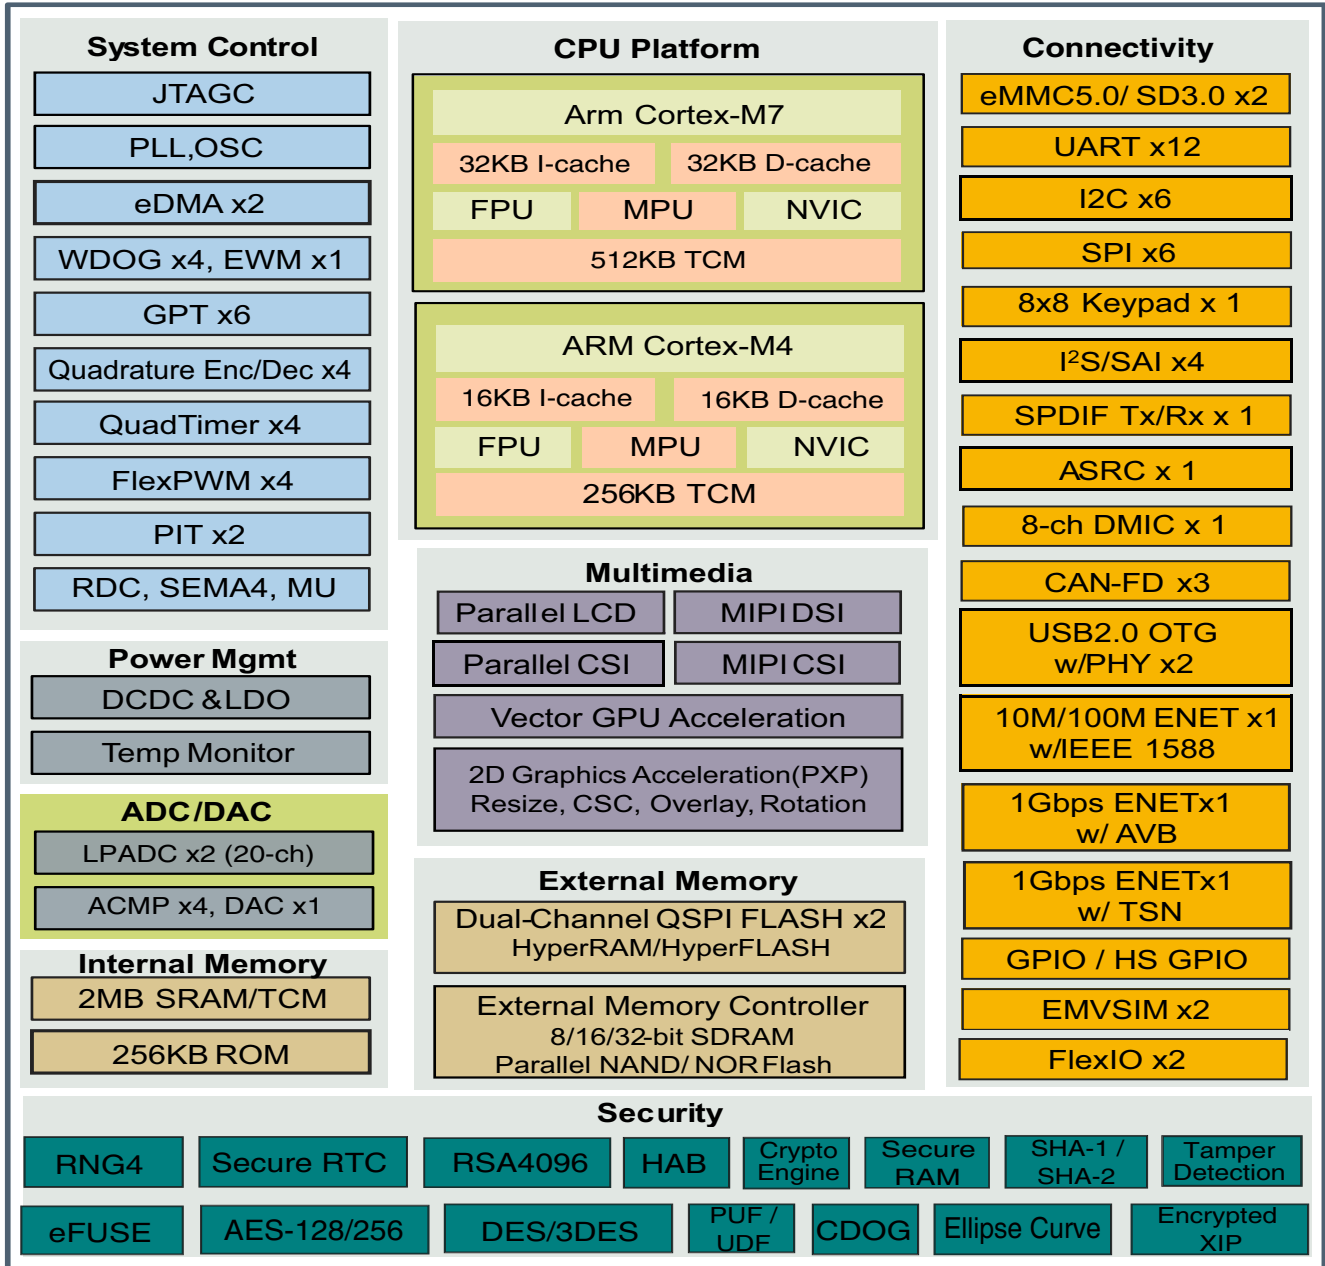 System Control
JTAGC
PLL,OSC
eDMA x2
WDOG x4, EWM x1
GPT x6
Quadrature Enc/Dec x4
QuadTimer x4
FlexPWM x4
PIT x2
RDC, SEMA4, MU
Power Mgmt
DCDC &LDO
Temp Monitor
ADC/DAC
LPADC x2 (20-ch)
ACMP x4, DAC x1
Internal Memory
2MB SRAM/TCM
256KB ROM
CPU Platform
Arm Cortex-M7
32KB I-cache
32KB D-cache
FPU
MPU
NVIC
512KB TCM
ARM Cortex-M4
16KB I-cache
16KB D-cache
FPU
MPU
NVIC
256KB TCM
Multimedia
Parallel LCD
MIPI DSI
Parallel CSI
MIPI CSI
Vector GPU Acceleration
2D Graphics Acceleration(PXP)
Resize, CSC, Overlay, Rotation
External Memory
Dual-Channel QSPI FLASH x2
HyperRAM/HyperFLASH
External Memory Controller
8/16/32-bit SDRAM
Parallel NAND/ NOR Flash
Connectivity
eMMC5.0/ SD3.0 x2
UART x12
I2C x6
SPI x6
8x8 Keypad x 1
I²S/SAI x4
SPDIF Tx/Rx x 1
ASRC x 1
8-ch DMIC x 1
CAN-FD x3
USB2.0 OTG
w/PHY x2
10M/100M ENET x1
w/IEEE 1588
1Gbps ENETx1
w/ AVB
1Gbps ENETx1
w/ TSN
GPIO / HS GPIO
EMVSIM x2
FlexIO x2
Security
RNG4
Secure RTC
RSA4096
HAB
Crypto
Engine
Secure
RAM
SHA-1 /
SHA-2
Tamper
Detection
eFUSE
AES-128/256
DES/3DES
PUF /
UDF
CDOG
Ellipse Curve
Encrypted
XIP